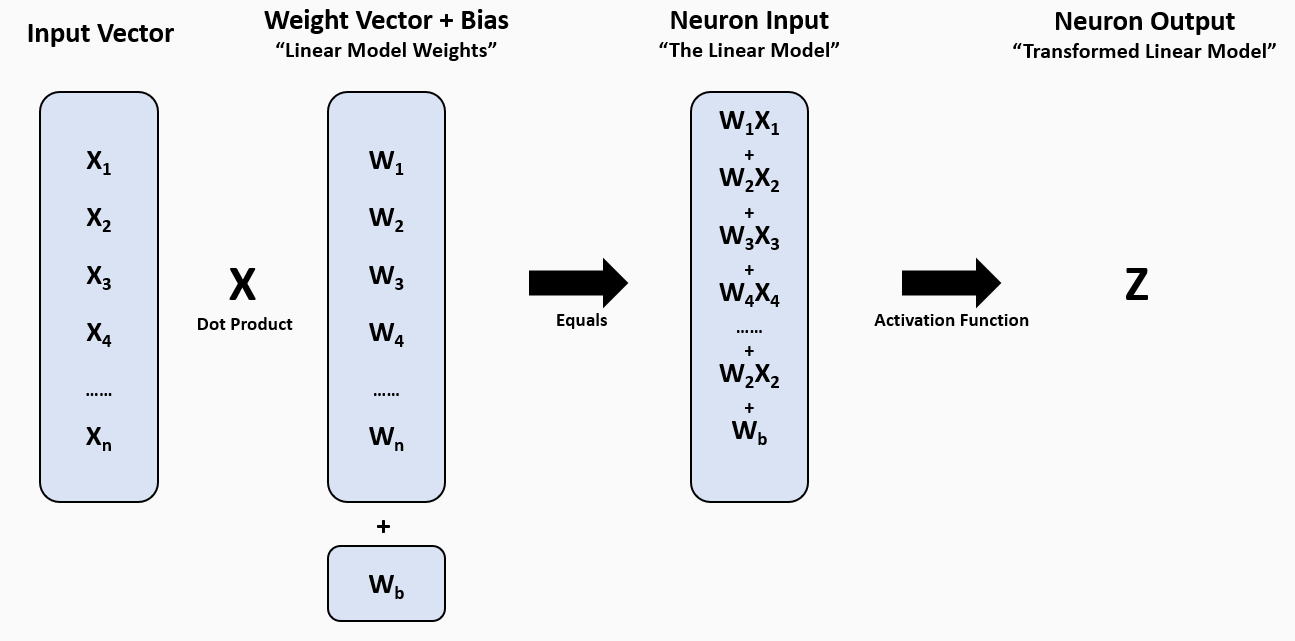 Input Vector
Weight Vector + Bias
“Linear Model Weights”
Neuron Input
“The Linear Model”
Neuron Output
“Transformed Linear Model”
X₁
X₂
X₃
X₄
......
Xₙ
X
Dot Product
W₁
W₂
W₃
W₄
......
Wₙ
+
W_b
Equals
W₁X₁
+
W₂X₂
+
W₃X₃
+
W₄X₄
......
+
W₂X₂
+
W_b
Activation Function
Z